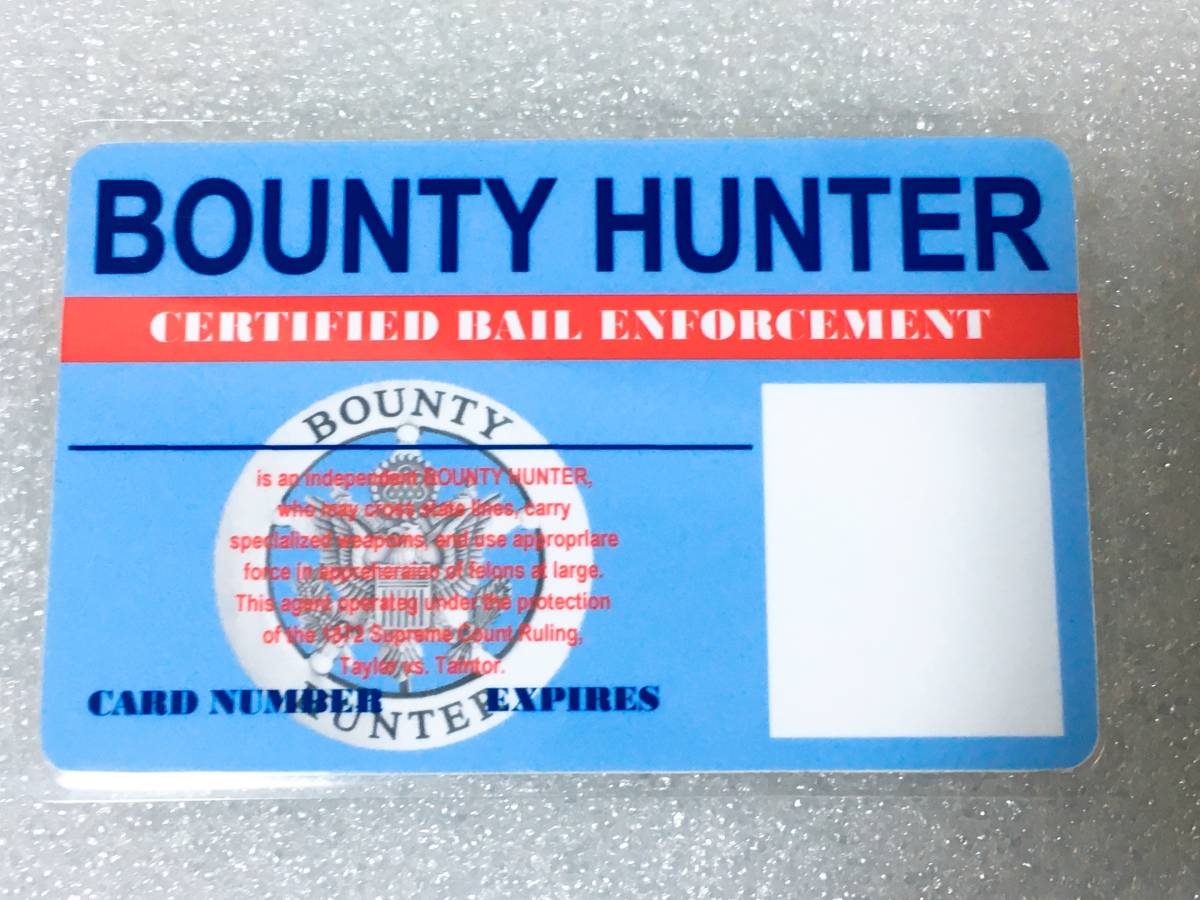 BOUNTY HUNTER
CERTIFIED BAIL ENFORCEMENT
BOUNTY
is an Independent BOUNTY HUNTER,
who may cross state lines, carry
specialized weapons, and use approprlare
force in appreheraion of felons at large.
This agent operateg under the protection
of the 1872 Supreme Count Ruling,
Taylor vs. Taintor.
CARD NUMBER EXPIRES
HUNTER